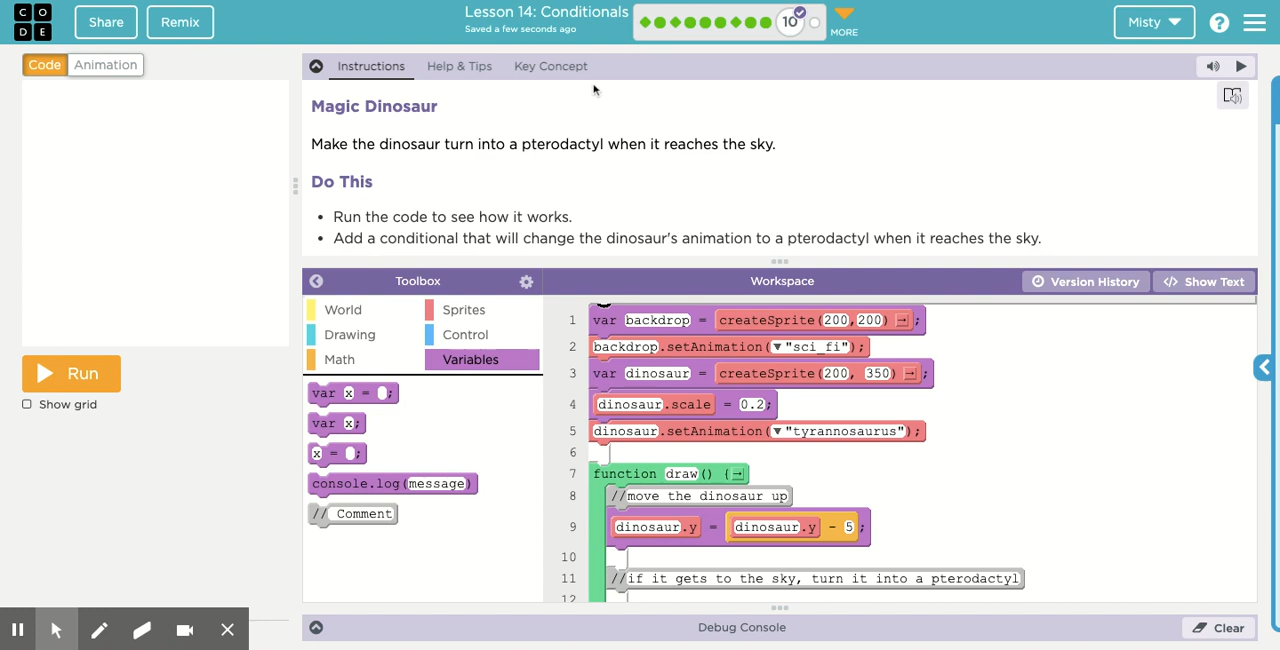 CO
DE
Share
Remix
Lesson 14: Conditionals
Saved a few seconds ago
10
MORE
Misty
?
Code
Animation
Instructions
Help & Tips
Key Concept
Magic Dinosaur
Make the dinosaur turn into a pterodactyl when it reaches the sky.
Do This
• Run the code to see how it works.
• Add a conditional that will change the dinosaur's animation to a pterodactyl when it reaches the sky.
Run
Show grid
Toolbox
World
Sprites
Drawing
Control
Math
Variables
var x = ;
var x;
x = ;
console.log(message)
// Comment
Workspace
Version History
</> Show Text
1 var backdrop = createSprite(200,200) → ;
2 backdrop.setAnimation(▼"sci_fi");
3 var dinosaur = createSprite(200, 350) → ;
4 dinosaur.scale = 0.2;
5 dinosaur.setAnimation(▼"tyrannosaurus");
6
7 function draw() {→
8 //move the dinosaur up
9 dinosaur.y = dinosaur.y - 5;
10
11 //if it gets to the sky, turn it into a pterodactyl
12
Debug Console
Clear